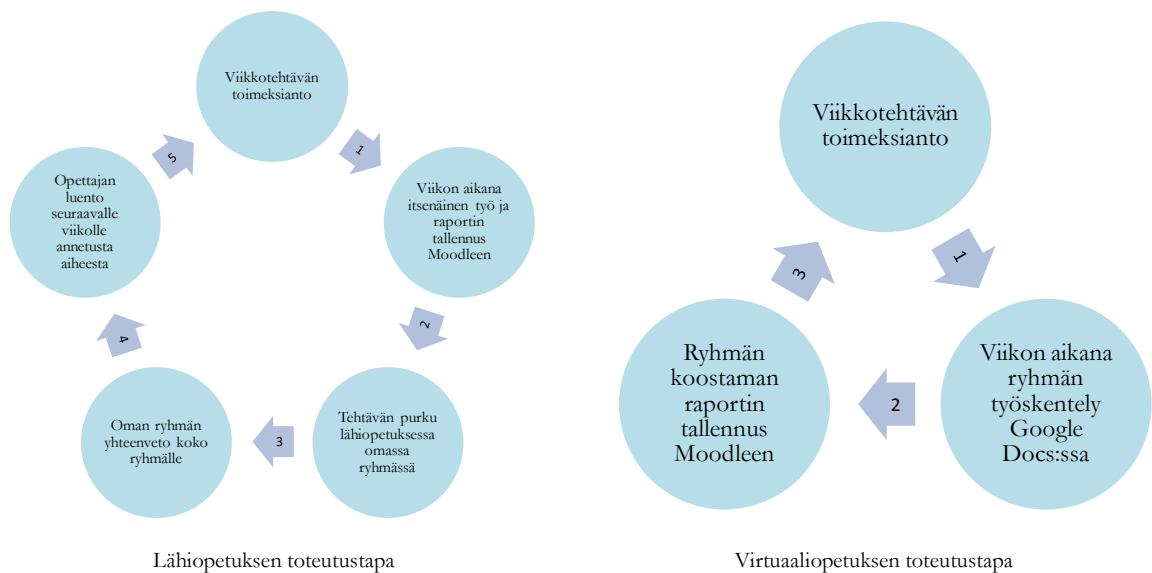 Viikkotehtävän
toimeksianto
1
Viikon aikana
itsenäinen työ ja
raportin
tallennus
Moodleen
2
Tehtävän purku
lähiopetuksessa
omassa
ryhmässä
3
Oman ryhmän
yhteenveto koko
ryhmälle
4
Opettajan
luento
seuraavalle
viikolle
annetusta
aiheesta
5
Lähiopetuksen toteutustapa
Viikkotehtävän
toimeksianto
1
Viikon aikana
ryhmän
työskentely
Google
Docs:ssa
2
Ryhmän
koostaman
raportin
tallennus
Moodleen
3
Virtuaaliopetuksen toteutustapa